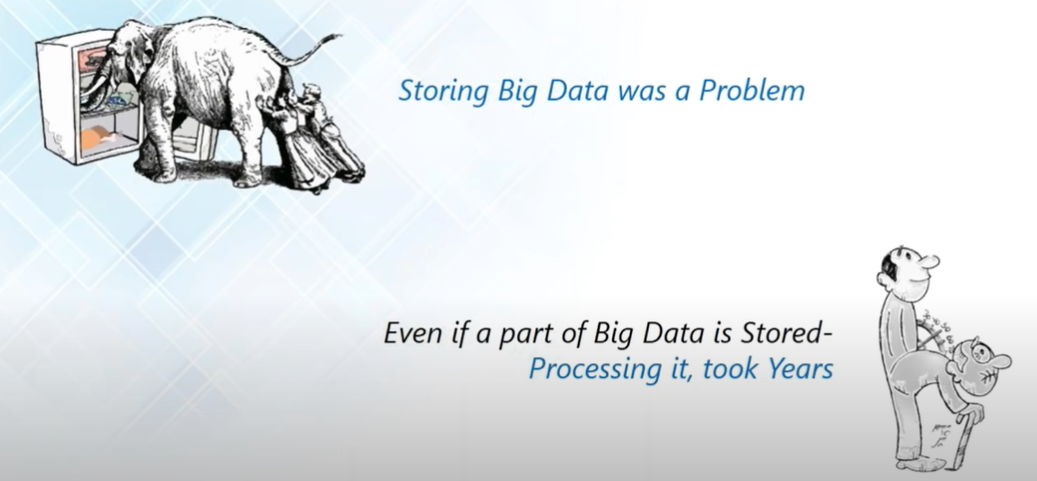 Storing Big Data was a Problem
Even if a part of Big Data is Stored-
Processing it, took Years